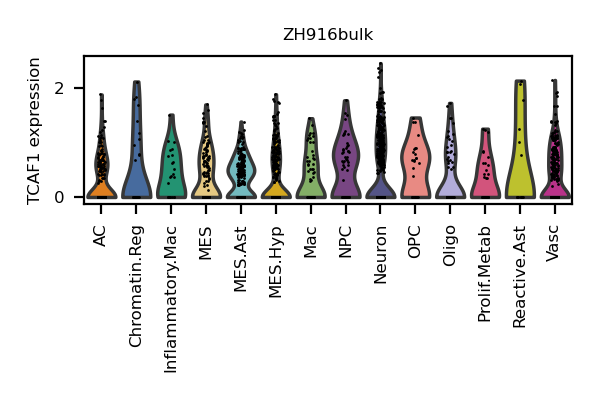 ZH916bulk
TCAF1 expression
2
0
AC
Chromatin.Reg
Inflammatory.Mac
MES
MES.Ast
MES.Hyp
Mac
NPC
Neuron
OPC
Oligo
Prolif.Metab
Reactive.Ast
Vasc